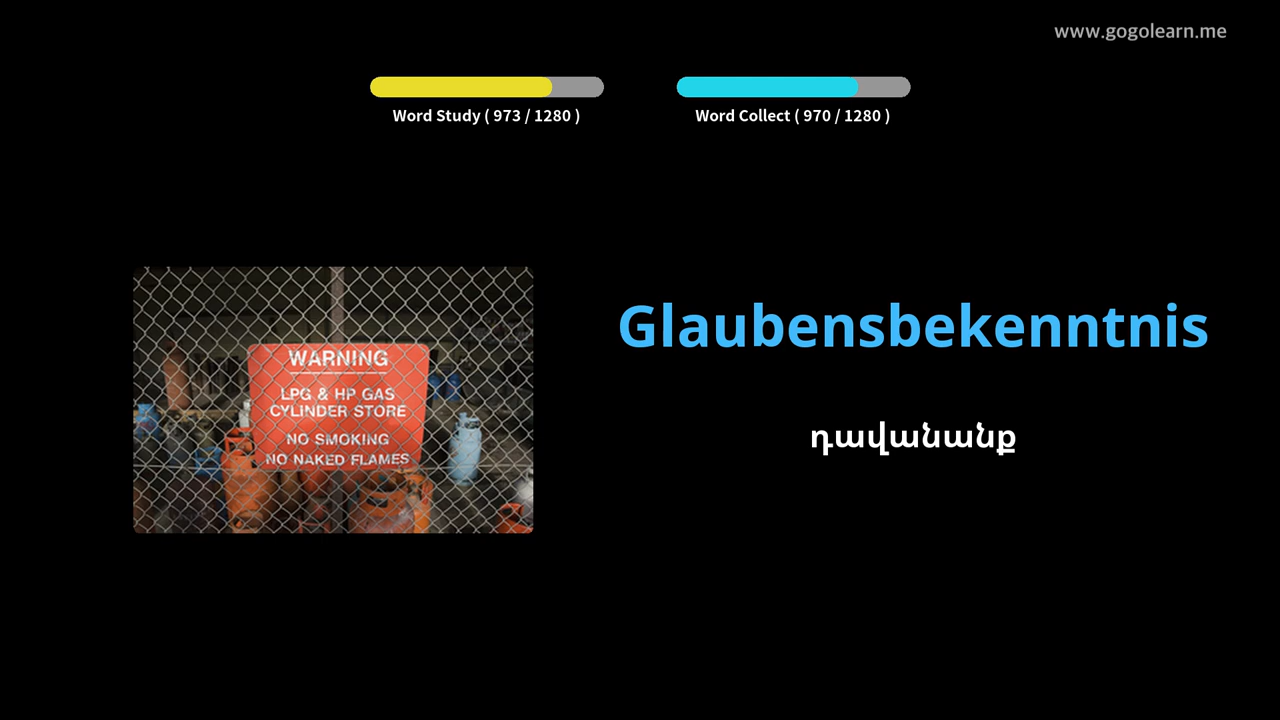 www.gogolearn.me
Word Study ( 973 / 1280 )
Word Collect ( 970 / 1280 )
Glaubensbekenntnis
դավանանք
WARNING
LPG & HP GAS
CYLINDER STORE
NO SMOKING
NO NAKED FLAMES